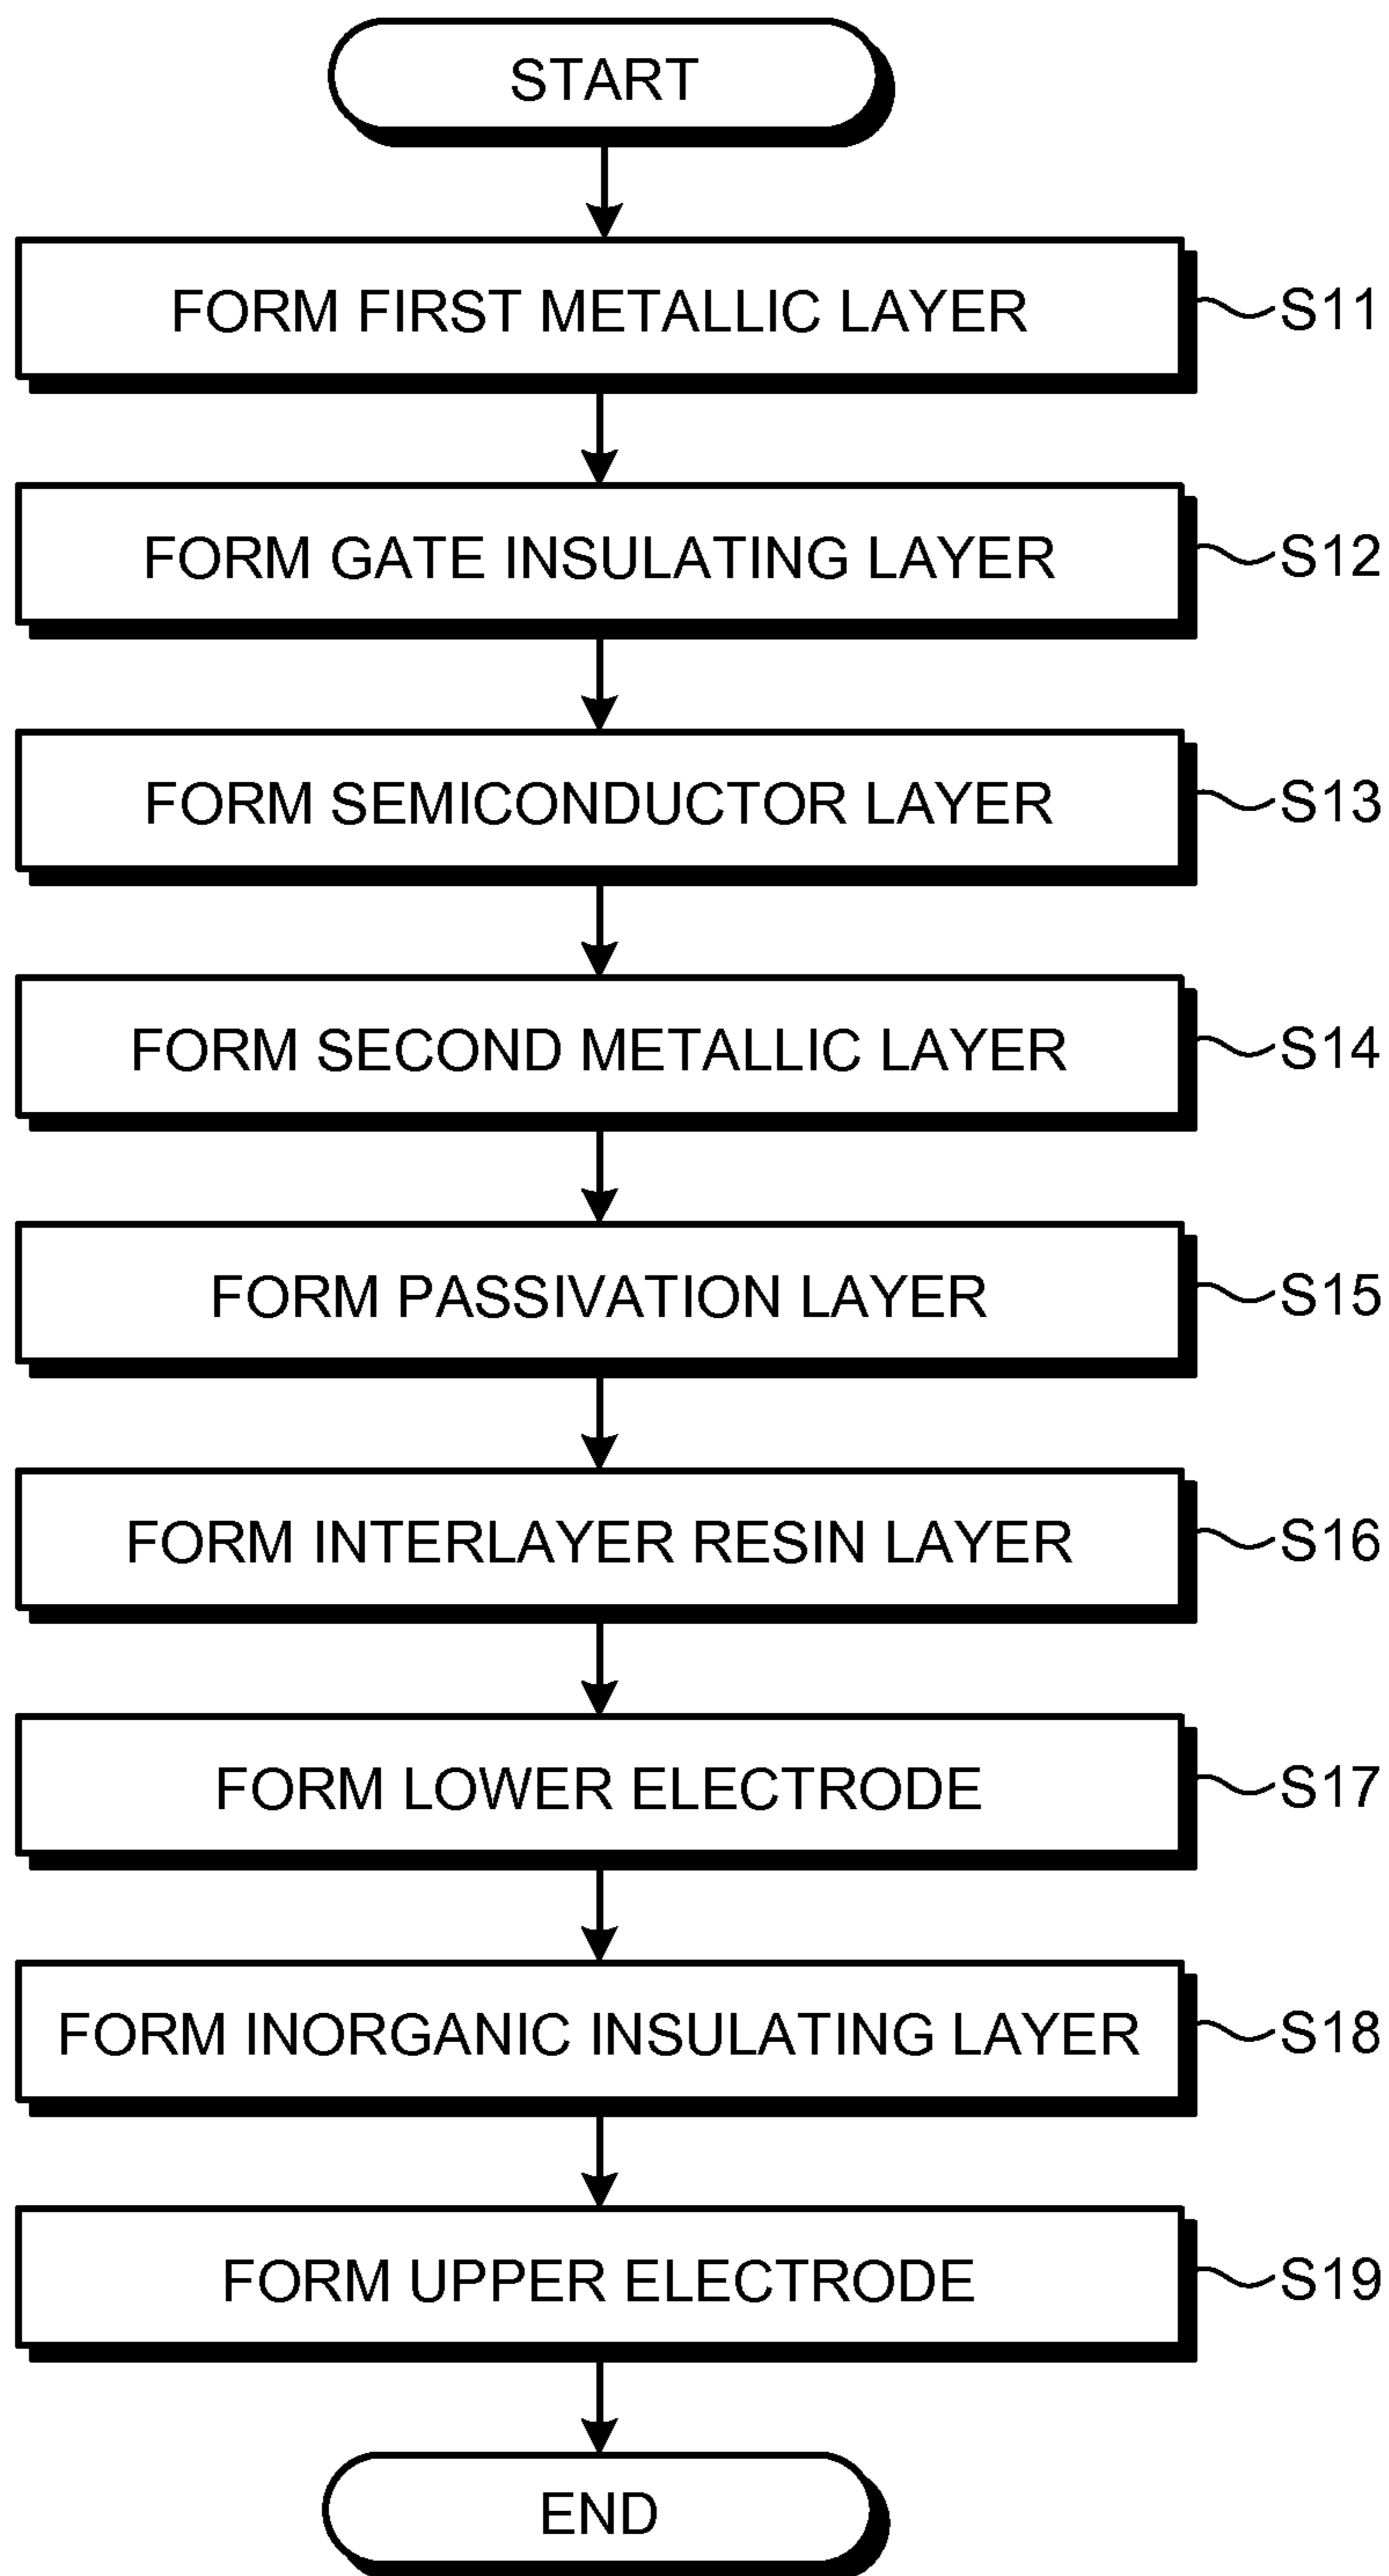 START
FORM FIRST METALLIC LAYER S11
FORM GATE INSULATING LAYER S12
FORM SEMICONDUCTOR LAYER S13
FORM SECOND METALLIC LAYER S14
FORM PASSIVATION LAYER S15
FORM INTERLAYER RESIN LAYER S16
FORM LOWER ELECTRODE S17
FORM INORGANIC INSULATING LAYER S18
FORM UPPER ELECTRODE S19
END